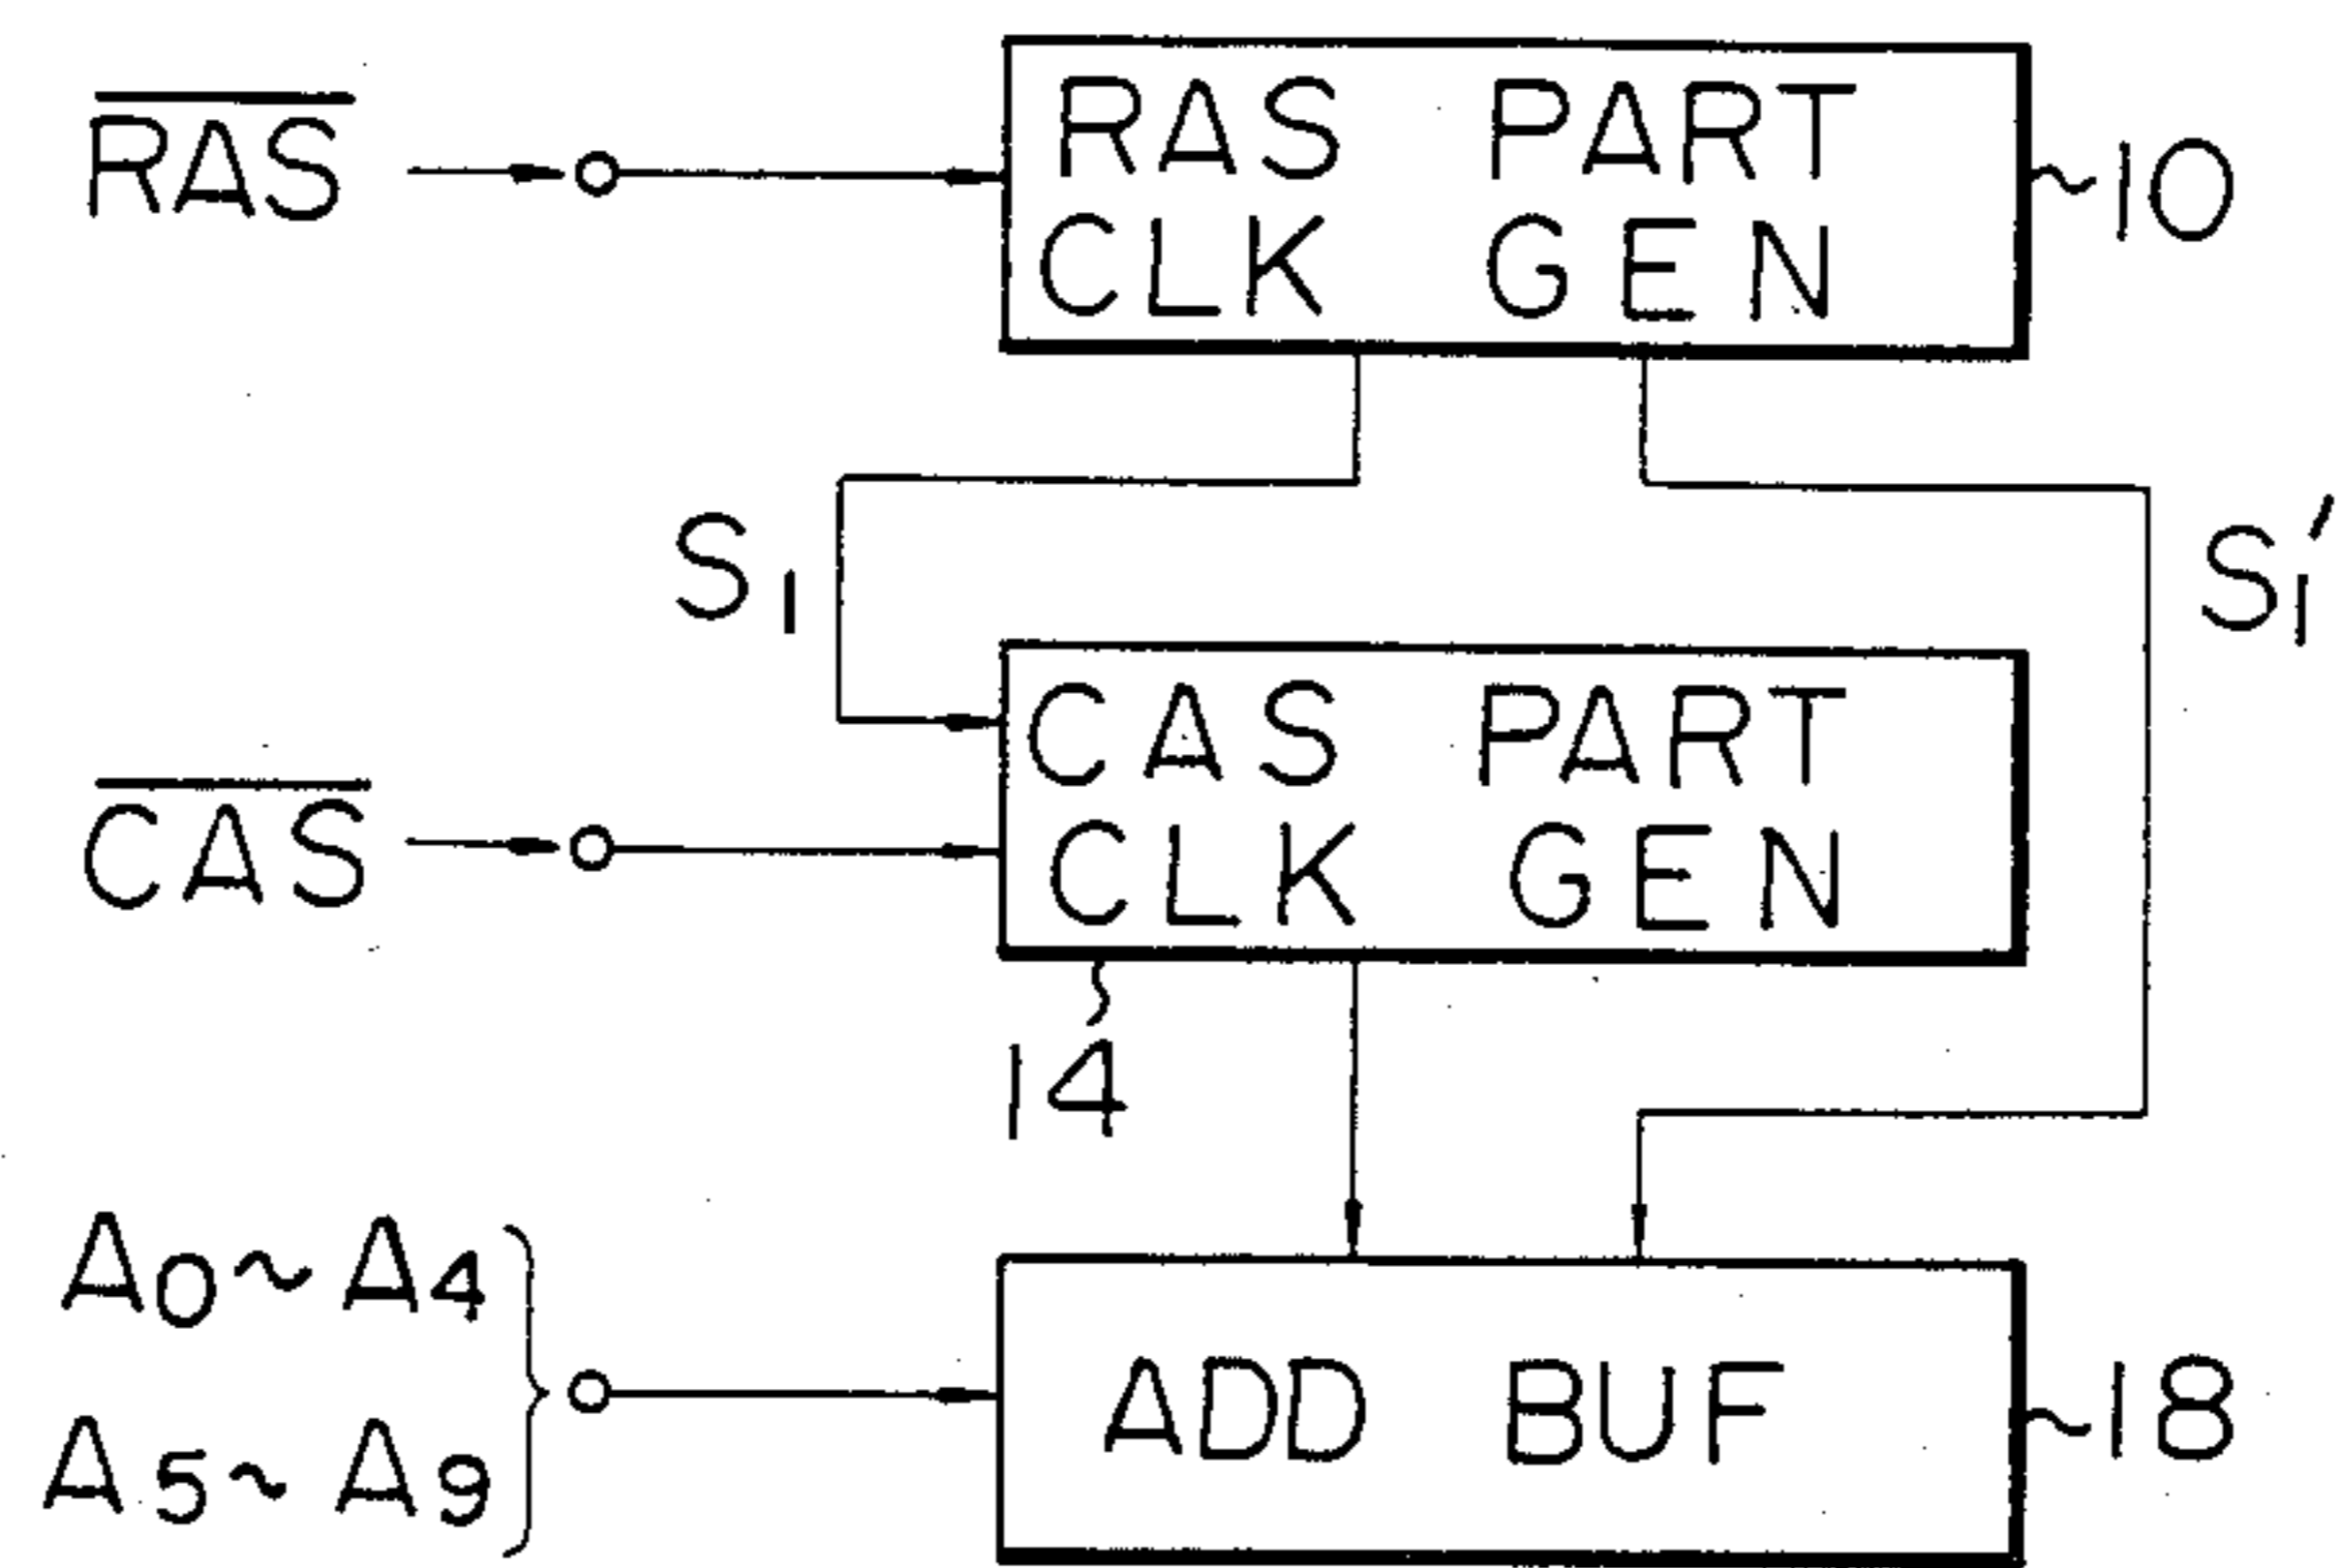 RAS
RAS PART
CLK GEN
10
S1
S1'
CAS
CAS PART
CLK GEN
14
A0~A4
A5~A9
ADD BUF
18